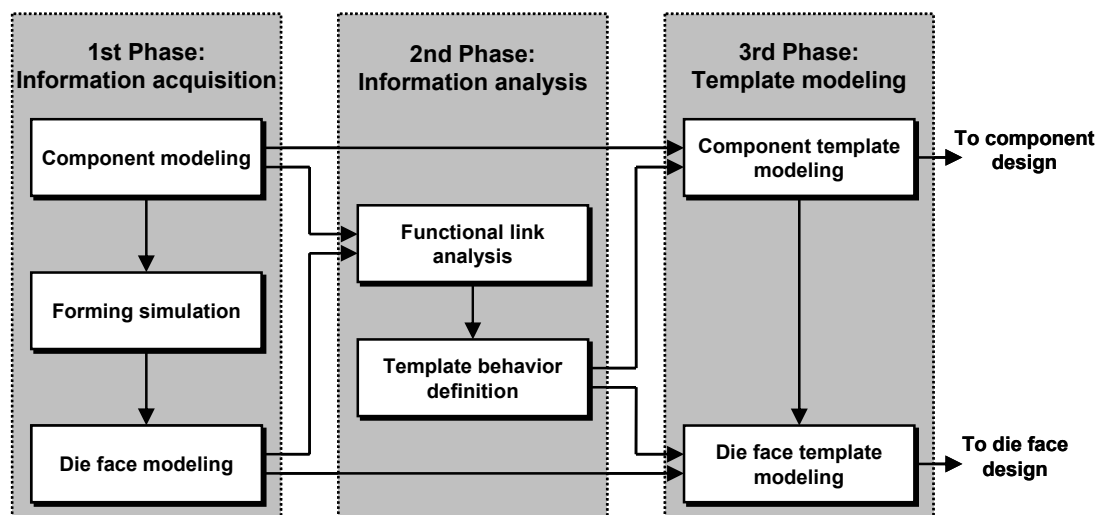 1st Phase:
Information acquisition
Component modeling
Forming simulation
Die face modeling
2nd Phase:
Information analysis
Functional link
analysis
Template behavior
definition
3rd Phase:
Template modeling
Component template
modeling
Die face template
modeling
To component
design
To die face
design